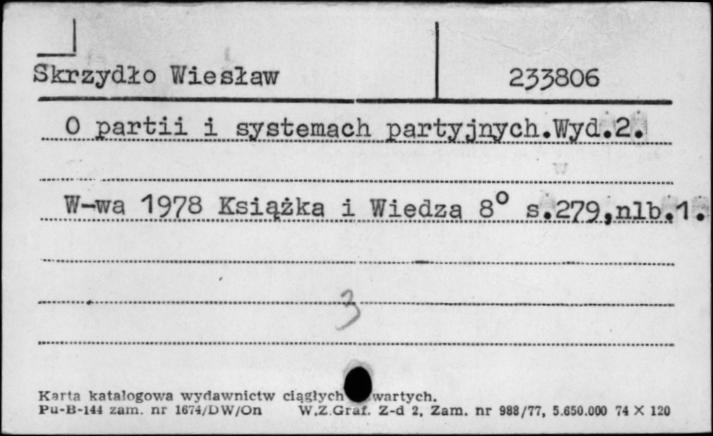 Skrzydło Wiesław 233806
O partii i systemach partyjnych.Wyd.2.
W-wa 1978 Książka i Wiedza 8° s.279,nlb.1.
3
Karta katalogowa wydawnictw ciągłych wartych.
Pu-B-144 zam. nr 1674/DW/On W.Z.Graf. Z-d 2, Zam. nr 988/77, 5.650.000 74 X 120